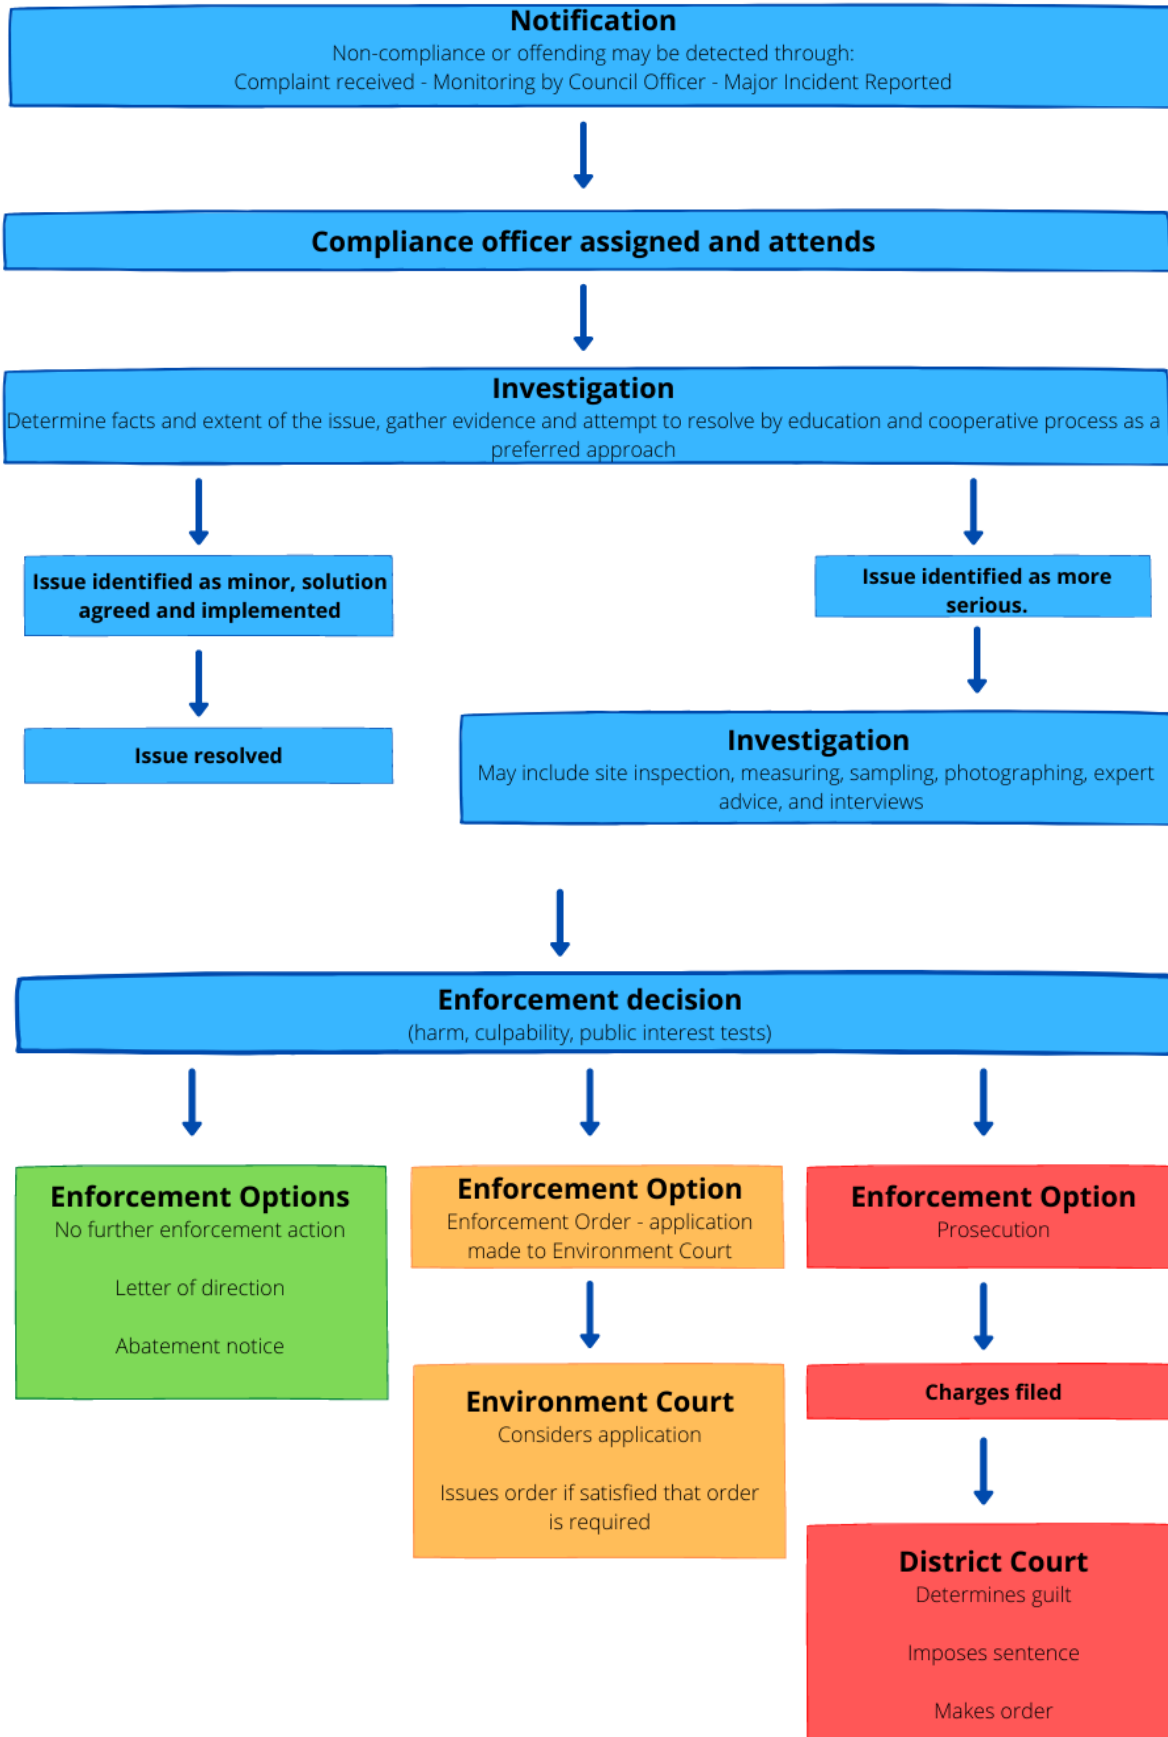 Notification
Non-compliance or offending may be detected through:
Complaint received - Monitoring by Council Officer - Major Incident Reported
Compliance officer assigned and attends
Investigation
Determine facts and extent of the issue, gather evidence and attempt to resolve by education and cooperative process as a
preferred approach
Issue identified as minor, solution
agreed and implemented
Issue resolved
Issue identified as more
serious.
Investigation
May include site inspection, measuring, sampling, photographing, expert
advice, and interviews
Enforcement decision
(harm, culpability, public interest tests)
Enforcement Options
No further enforcement action
Letter of direction
Abatement notice
Enforcement Option
Enforcement Order - application
made to Environment Court
Environment Court
Considers application
Issues order if satisfied that order
is required
Enforcement Option
Prosecution
Charges filed
District Court
Determines guilt
Imposes sentence
Makes order